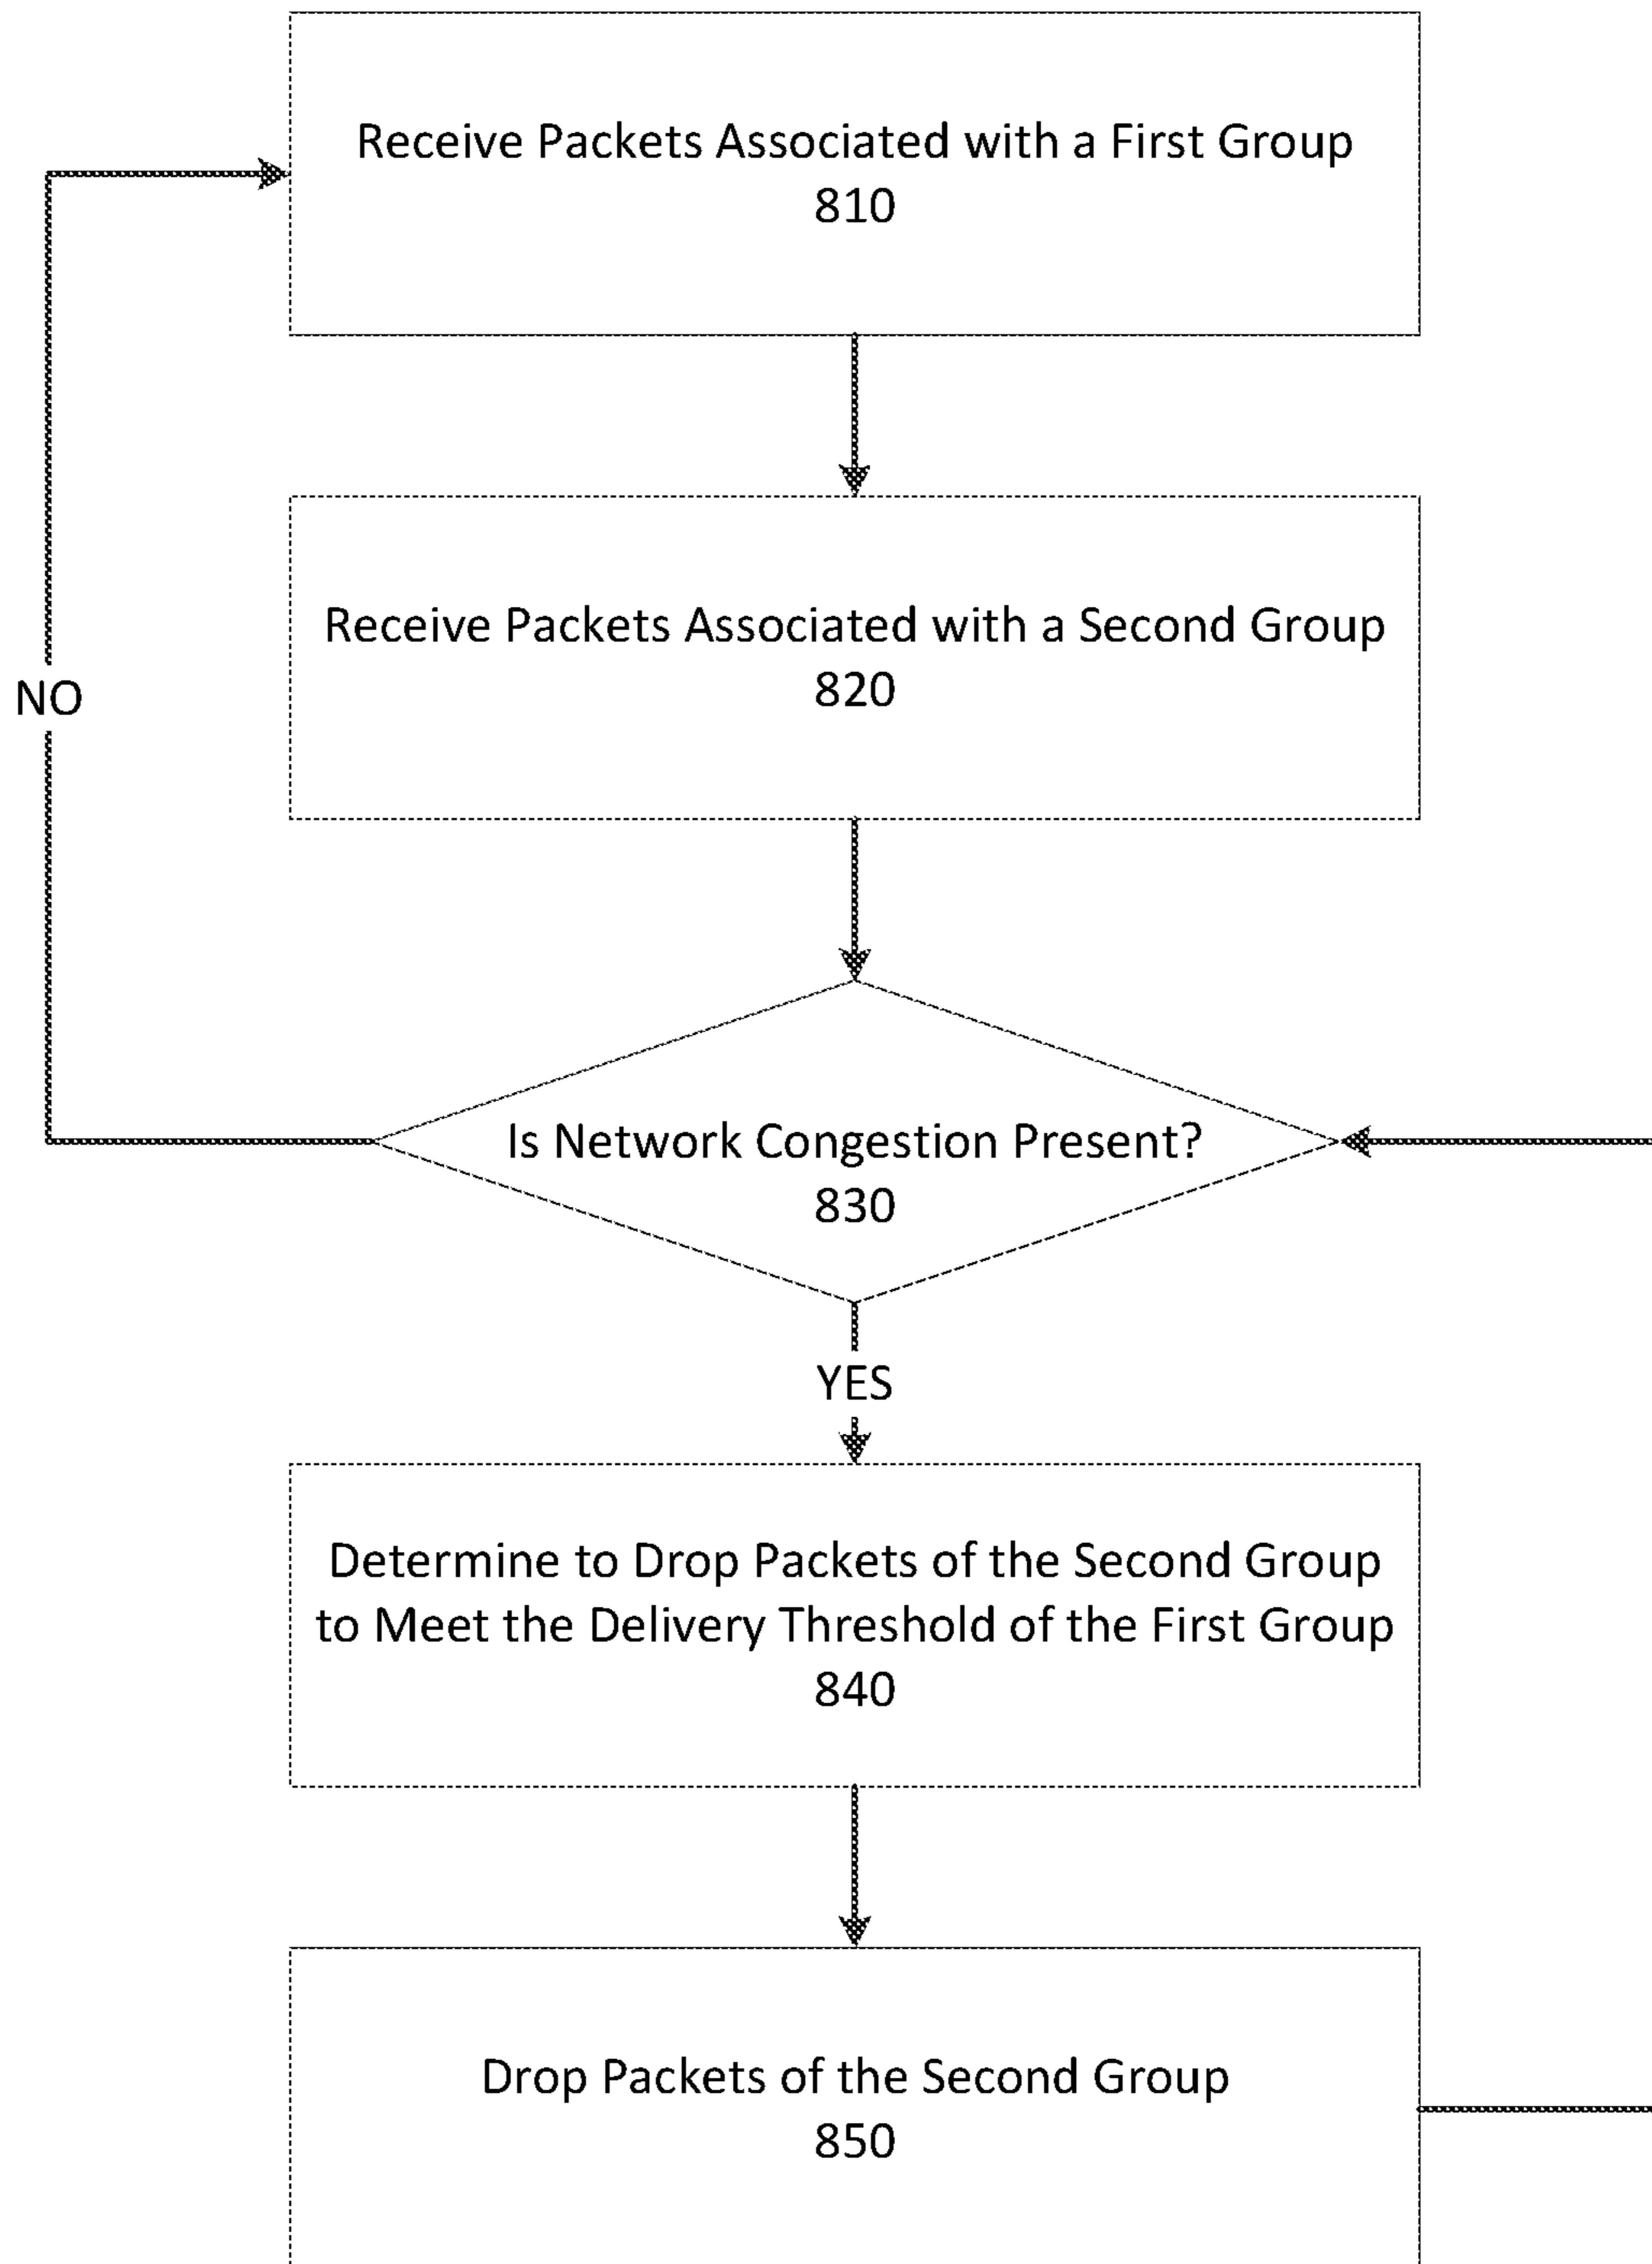 Receive Packets Associated with a First Group
810
Receive Packets Associated with a Second Group
820
NO
Is Network Congestion Present?
830
YES
Determine to Drop Packets of the Second Group
to Meet the Delivery Threshold of the First Group
840
Drop Packets of the Second Group
850